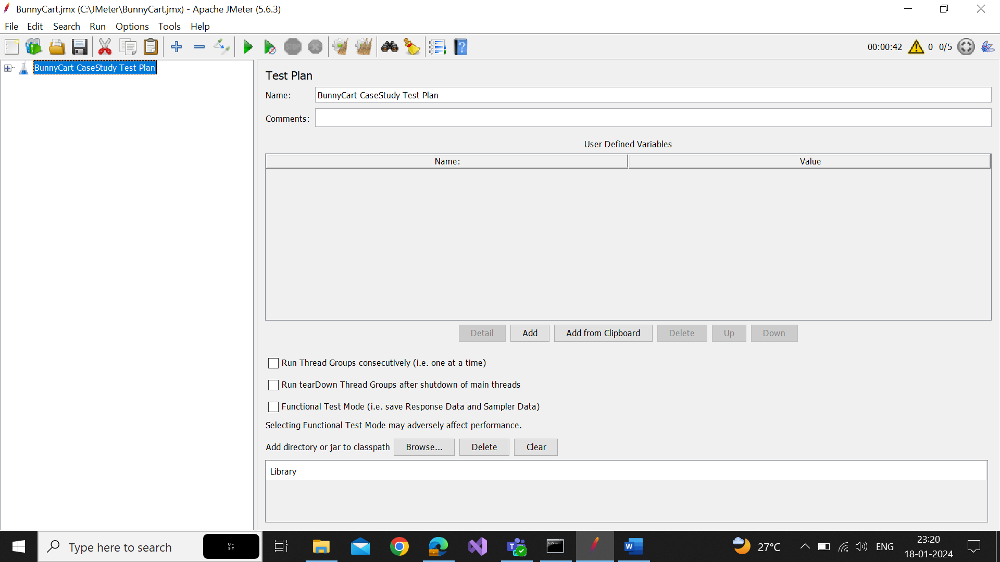 BunnyCart.jmx (C:\JMeter\BunnyCart.jmx) - Apache JMeter (5.6.3)
File Edit Search Run Options Tools Help
STOP
00:00:42 0 0/5
BunnyCart CaseStudy Test Plan
Test Plan
Name: BunnyCart CaseStudy Test Plan
Comments:
User Defined Variables
Name: Value
Detail Add Add from Clipboard Delete Up Down
Run Thread Groups consecutively (i.e. one at a time)
Run tearDown Thread Groups after shutdown of main threads
Functional Test Mode (i.e. save Response Data and Sampler Data)
Selecting Functional Test Mode may adversely affect performance.
Add directory or jar to classpath Browse... Delete Clear
Library
Type here to search
27°C ENG
23:20
18-01-2024